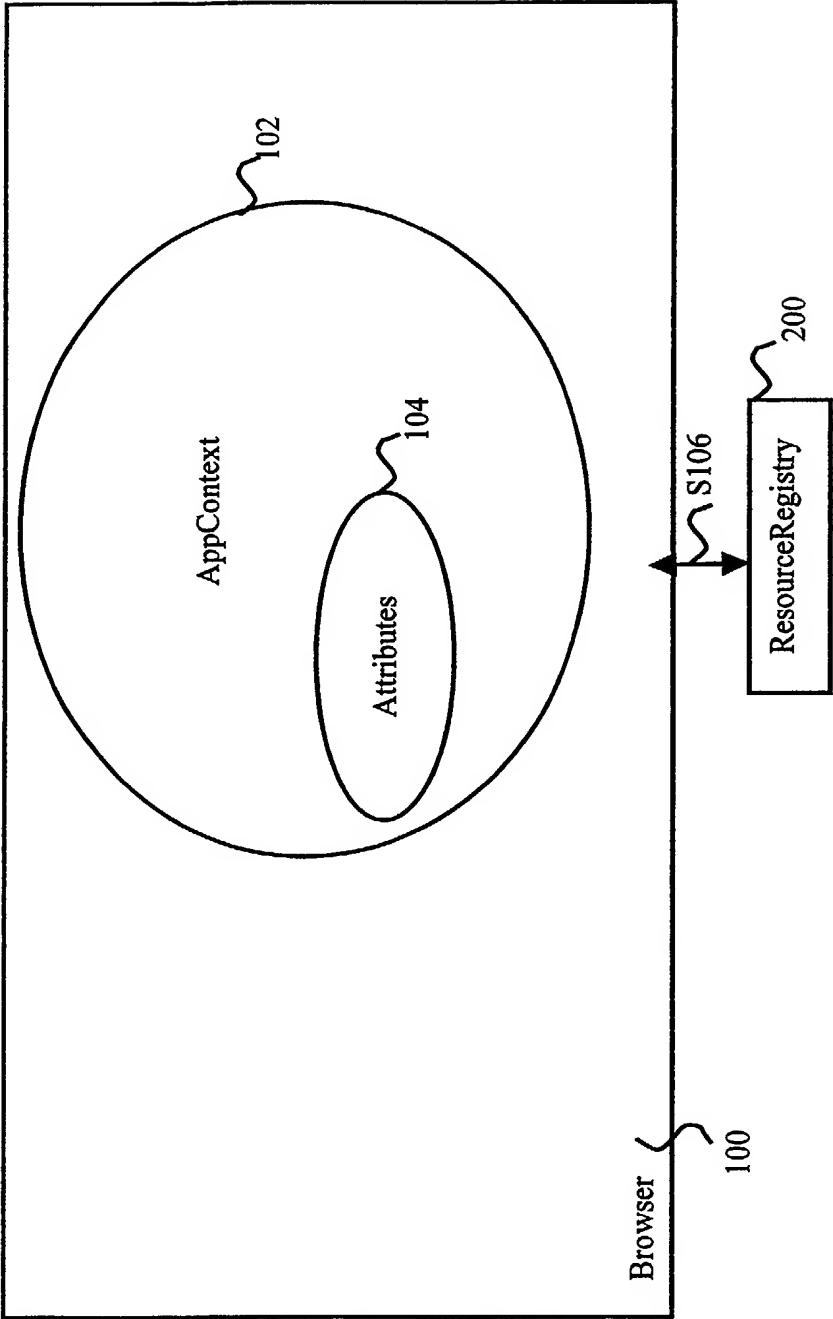 Browser
100
AppContext
102
Attributes
104
S106
ResourceRegistry
200